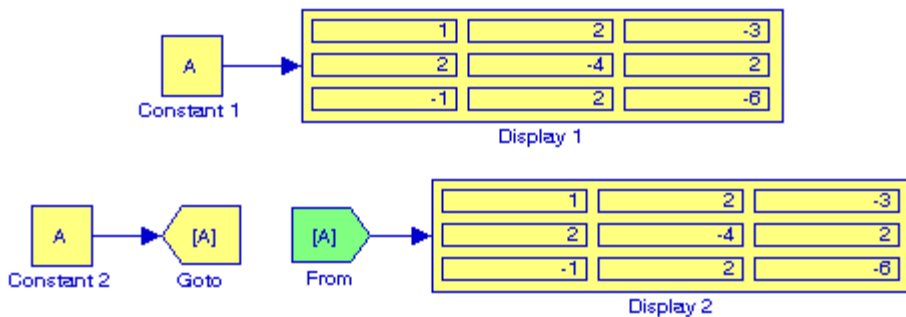 1 2 -3
A
2 -4 2
-1 2 -6
Constant 1
Display 1
1 2 -3
A [A] [A] 2 -4 2
-1 2 -6
Constant 2 Goto From
Display 2